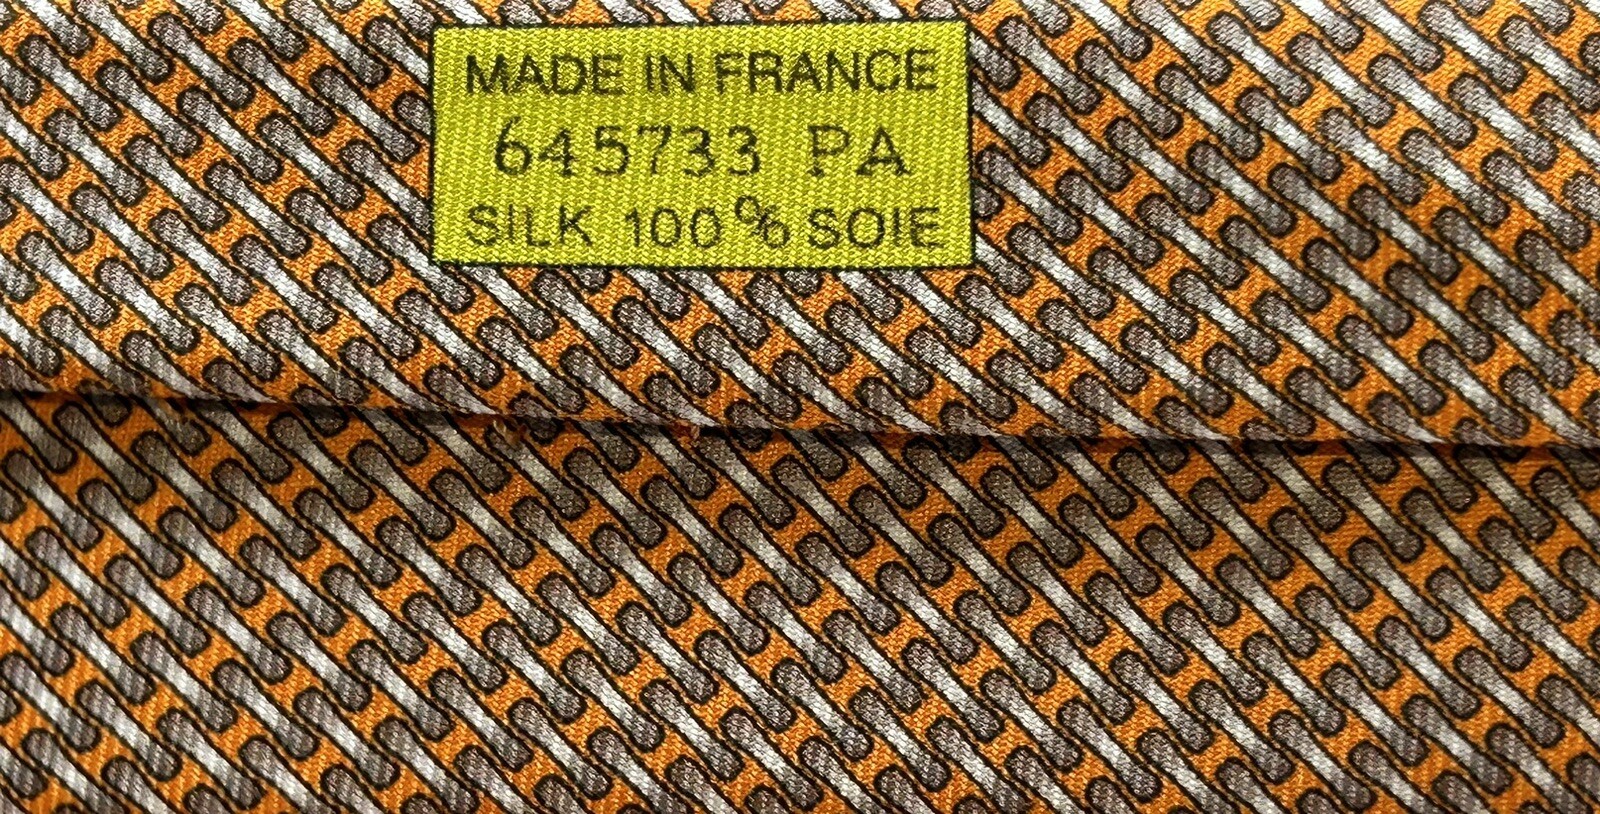 MADE IN FRANCE
645733 PA
SILK 100 % SOIE